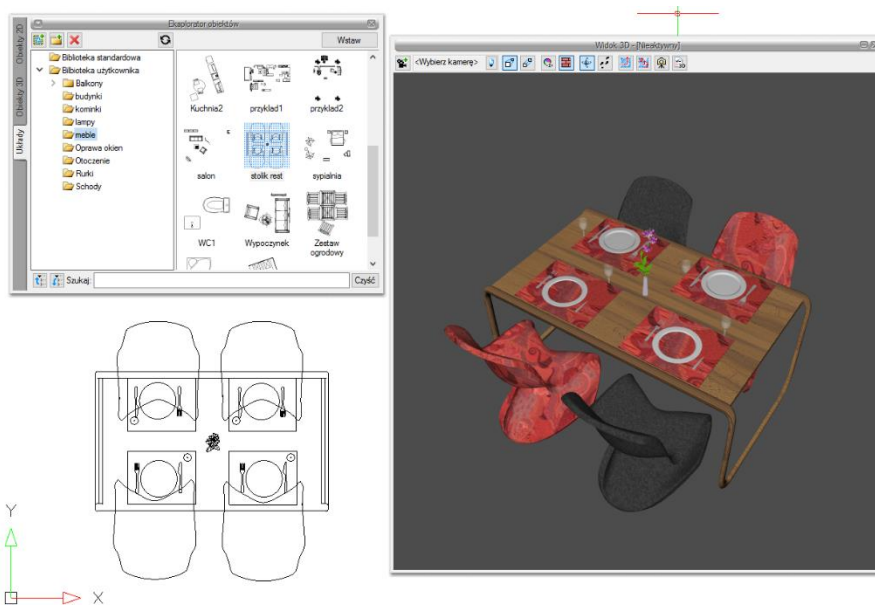 Eksplorator obiektów
Wstaw
Obiekty 2D
Obiekty 3D
Układy
Biblioteka standardowa
Biblioteka użytkownika
Balkony
budynki
kominki
lampy
meble
Oprawa okien
Otoczenie
Rurki
Schody
Kuchnia2
przyklad1
przyklad2
salon
stolik rest
sypialnia
WC1
Wypoczynek
Zestaw
ogrodowy
Szukaj:
Czyść
Widok 3D - [Nieaktywny]
<Wybierz kamerę>
Y
X